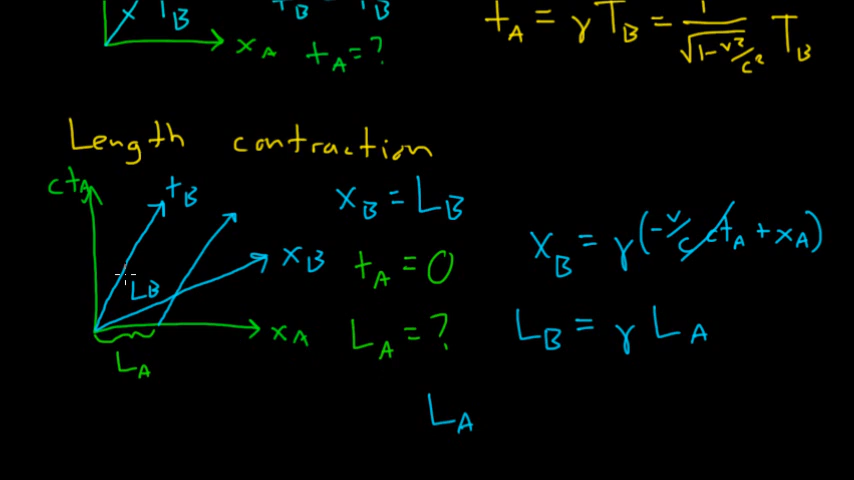 x_A t_A = ?
t_A = γ T_B = 1/√(1-v²/c²) T_B
Length contraction
ct_A
t_B
x_B
L_B
x_A
L_A
x_B = L_B
t_A = 0
L_A = ?
x_B = γ(-v/c ct_A + x_A)
L_B = γ L_A
L_A